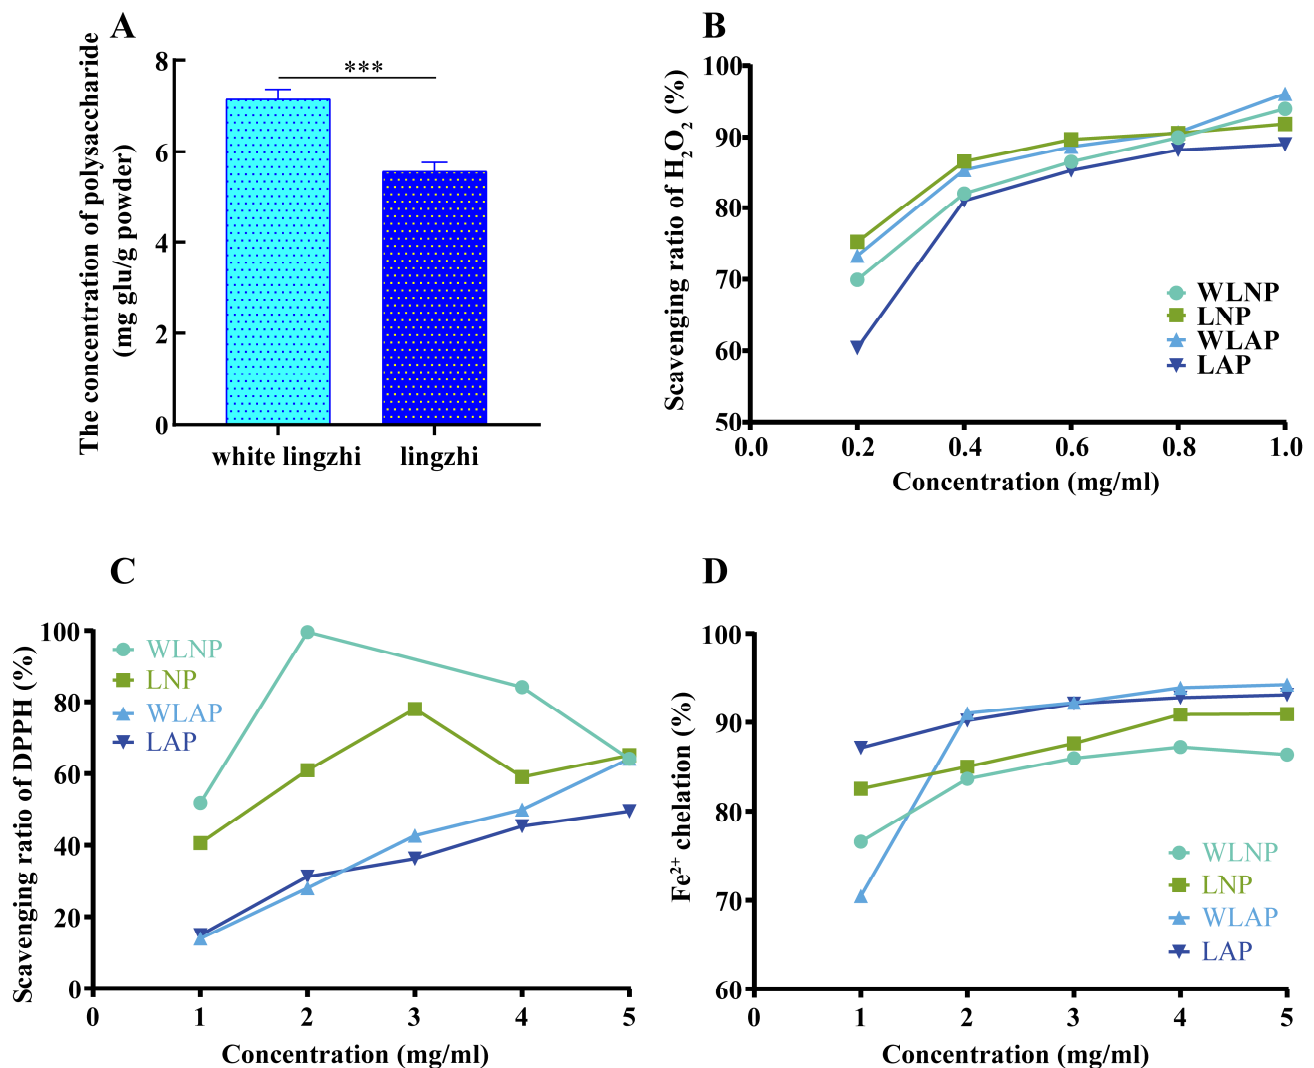 A
The concentration of polysaccharide
(mg glu/g powder)
8
6
4
2
0
***
white lingzhi
lingzhi
B
Scavenging ratio of H₂O₂ (%)
100
90
80
70
60
50
0.0
0.2
0.4
0.6
0.8
1.0
Concentration (mg/ml)
WLNP
LNP
WLAP
LAP
C
Scavenging ratio of DPPH (%)
100
80
60
40
20
0
0
1
2
3
4
5
Concentration (mg/ml)
WLNP
LNP
WLAP
LAP
D
Fe²⁺ chelation (%)
100
90
80
70
60
0
1
2
3
4
5
Concentration (mg/ml)
WLNP
LNP
WLAP
LAP